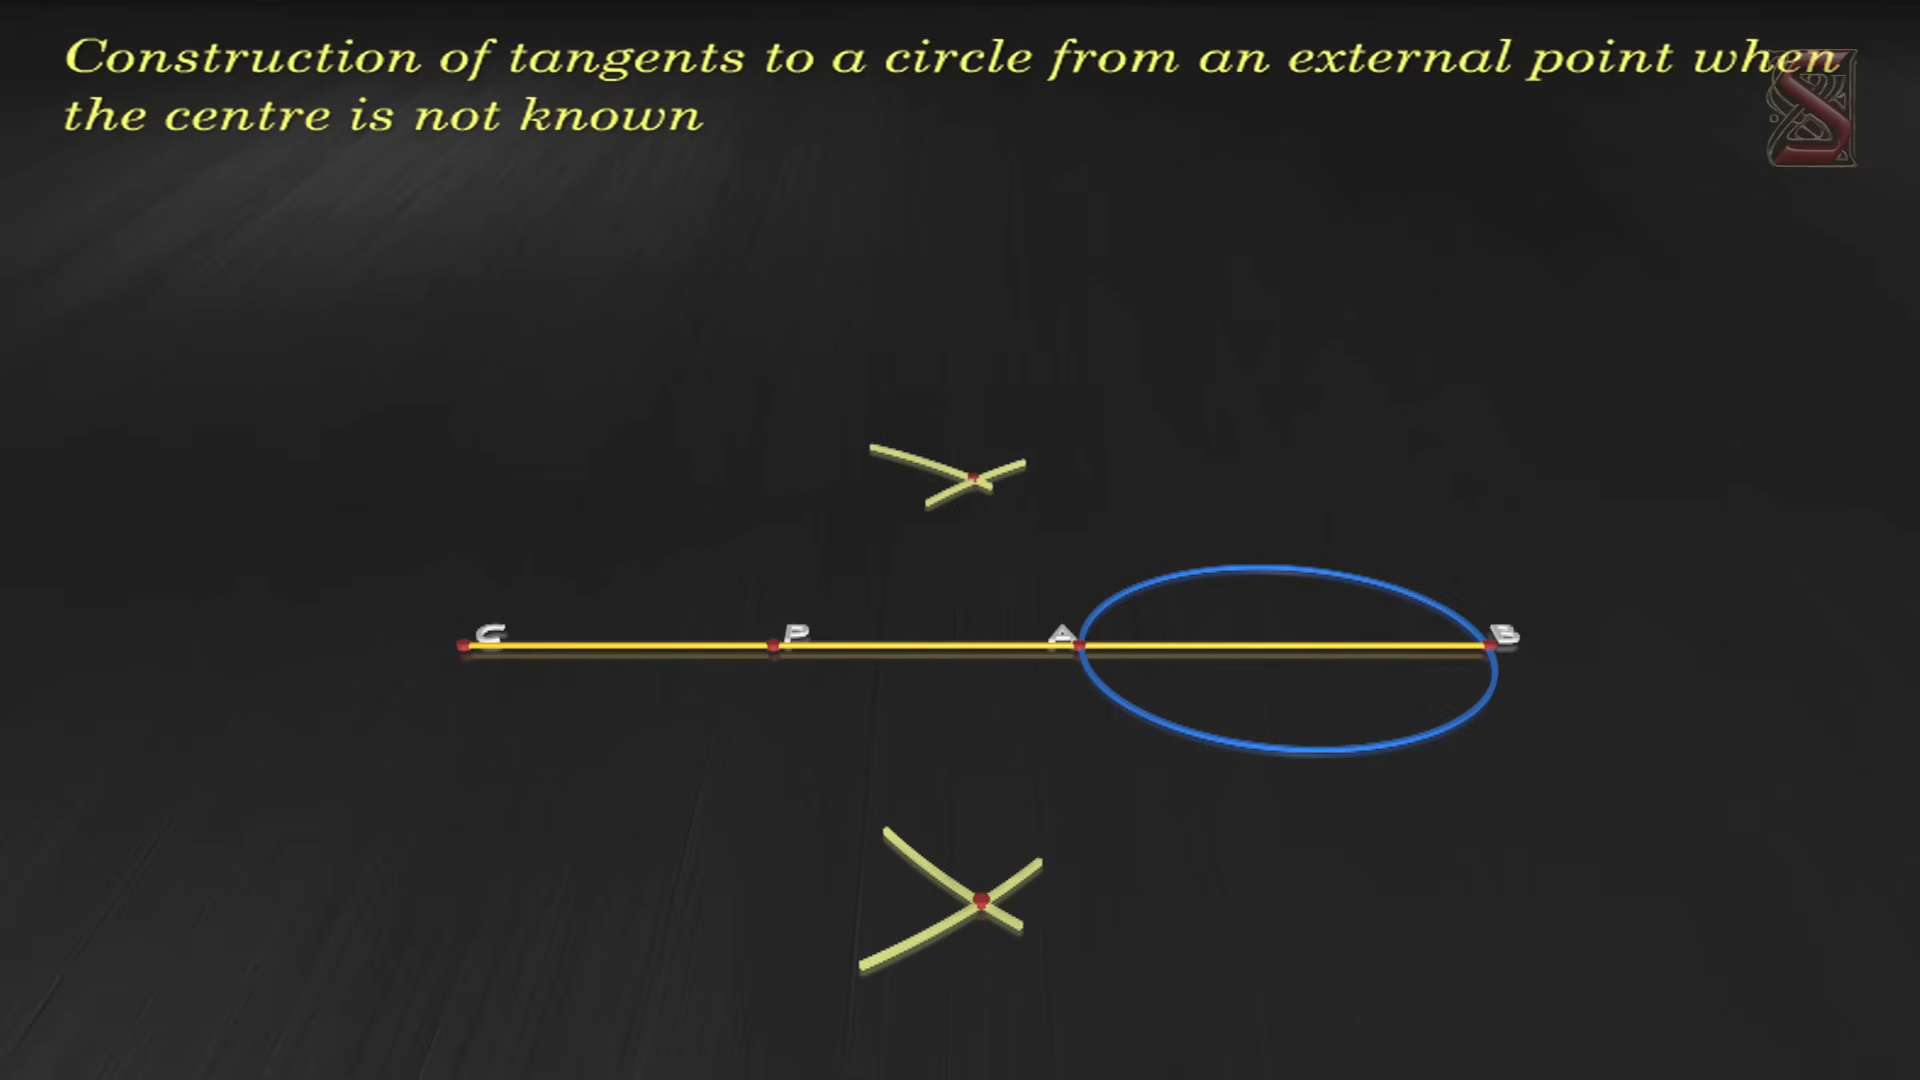 Construction of tangents to a circle from an external point when
the centre is not known
C P A B